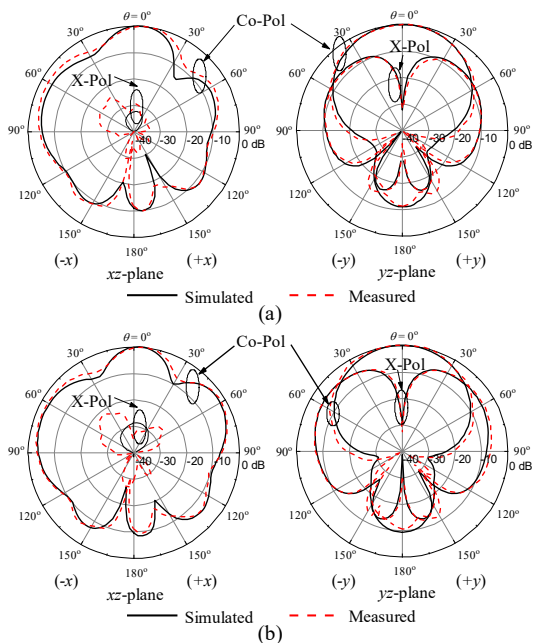 θ = 0° Co-Pol θ = 0°
30° 30° 30° 30°
X-Pol
60° X-Pol 60° 60° 60°
90° -40 -30 -20 -10 90° 90° -40 -30 -20 -10 90°
0 dB 0 dB
120° 120° 120° 120°
150° 150° 150° 150°
180° 180°
(-x) (+x) (-y) (+y)
xz-plane yz-plane
Simulated Measured
(a)
θ = 0° Co-Pol θ = 0°
30° 30° 30° 30°
X-Pol
60° X-Pol 60° 60° 60°
90° -40 -30 -20 -10 90° 90° -40 -30 -20 -10 90°
0 dB 0 dB
120° 120° 120° 120°
150° 150° 150° 150°
180° 180°
(-x) (+x) (-y) (+y)
xz-plane yz-plane
Simulated Measured
(b)